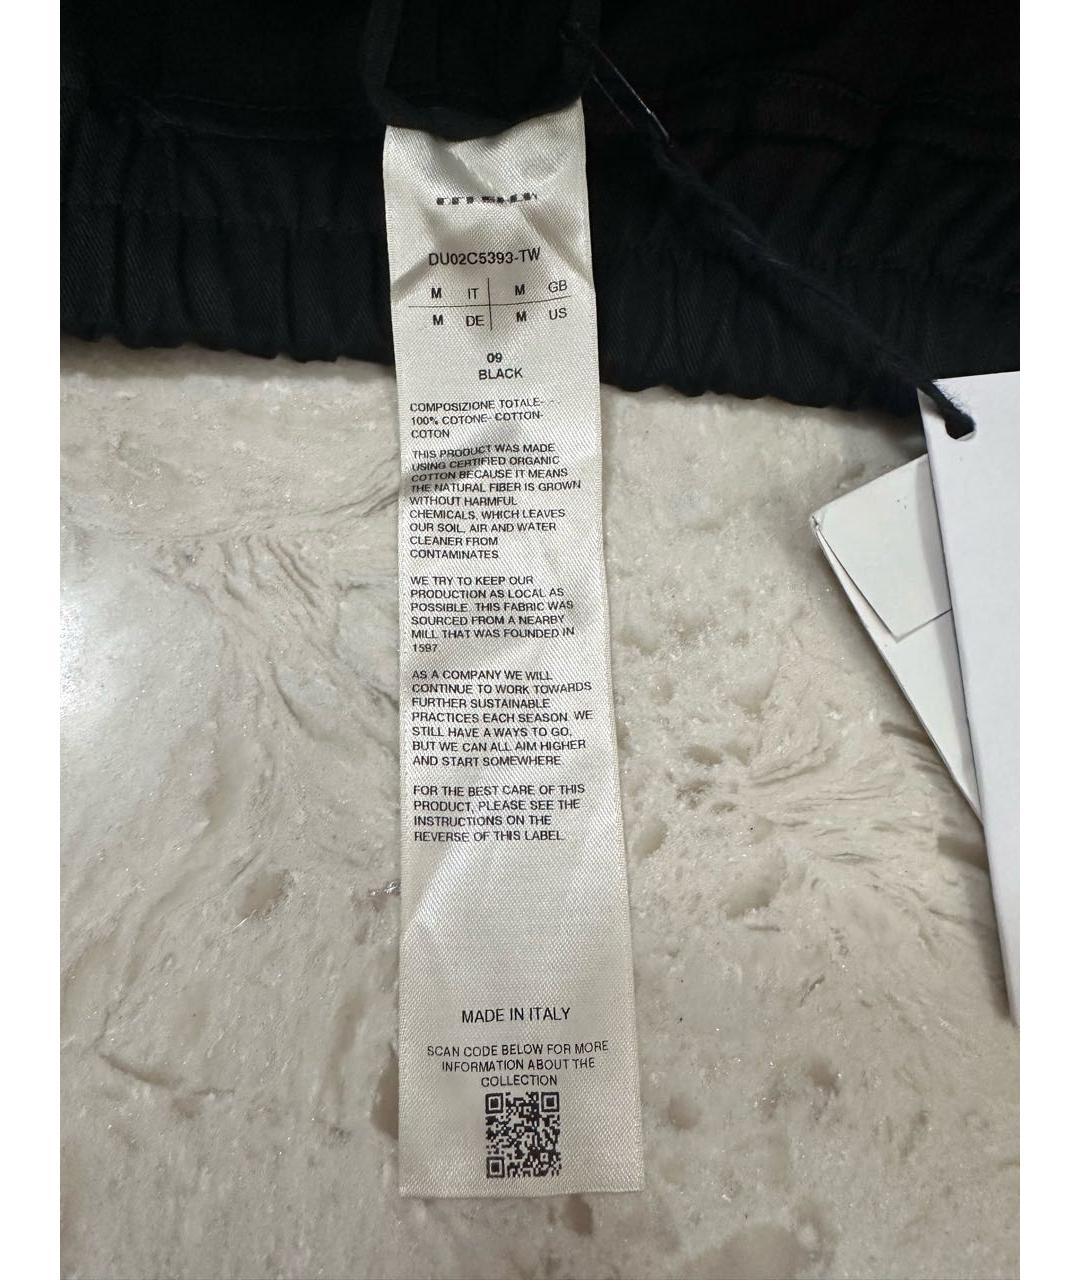 DU02C5393-TW
M IT M GB
M DE M US
09
BLACK
COMPOSIZIONE TOTALE- -
100% COTONE- COTTON-
COTON
THIS PRODUCT WAS MADE
USING CERTIFIED ORGANIC
COTTON BECAUSE IT MEANS
THE NATURAL FIBER IS GROWN
WITHOUT HARMFUL
CHEMICALS, WHICH LEAVES
OUR SOIL, AIR AND WATER
CLEANER FROM
CONTAMINATES
WE TRY TO KEEP OUR
PRODUCTION AS LOCAL AS
POSSIBLE. THIS FABRIC WAS
SOURCED FROM A NEARBY
MILL THAT WAS FOUNDED IN
1597
AS A COMPANY WE WILL
CONTINUE TO WORK TOWARDS
FURTHER SUSTAINABLE
PRACTICES EACH SEASON. WE
STILL HAVE A WAYS TO GO,
BUT WE CAN ALL AIM HIGHER
AND START SOMEWHERE
FOR THE BEST CARE OF THIS
PRODUCT, PLEASE SEE THE
INSTRUCTIONS ON THE
REVERSE OF THIS LABEL.
MADE IN ITALY
SCAN CODE BELOW FOR MORE
INFORMATION ABOUT THE
COLLECTION